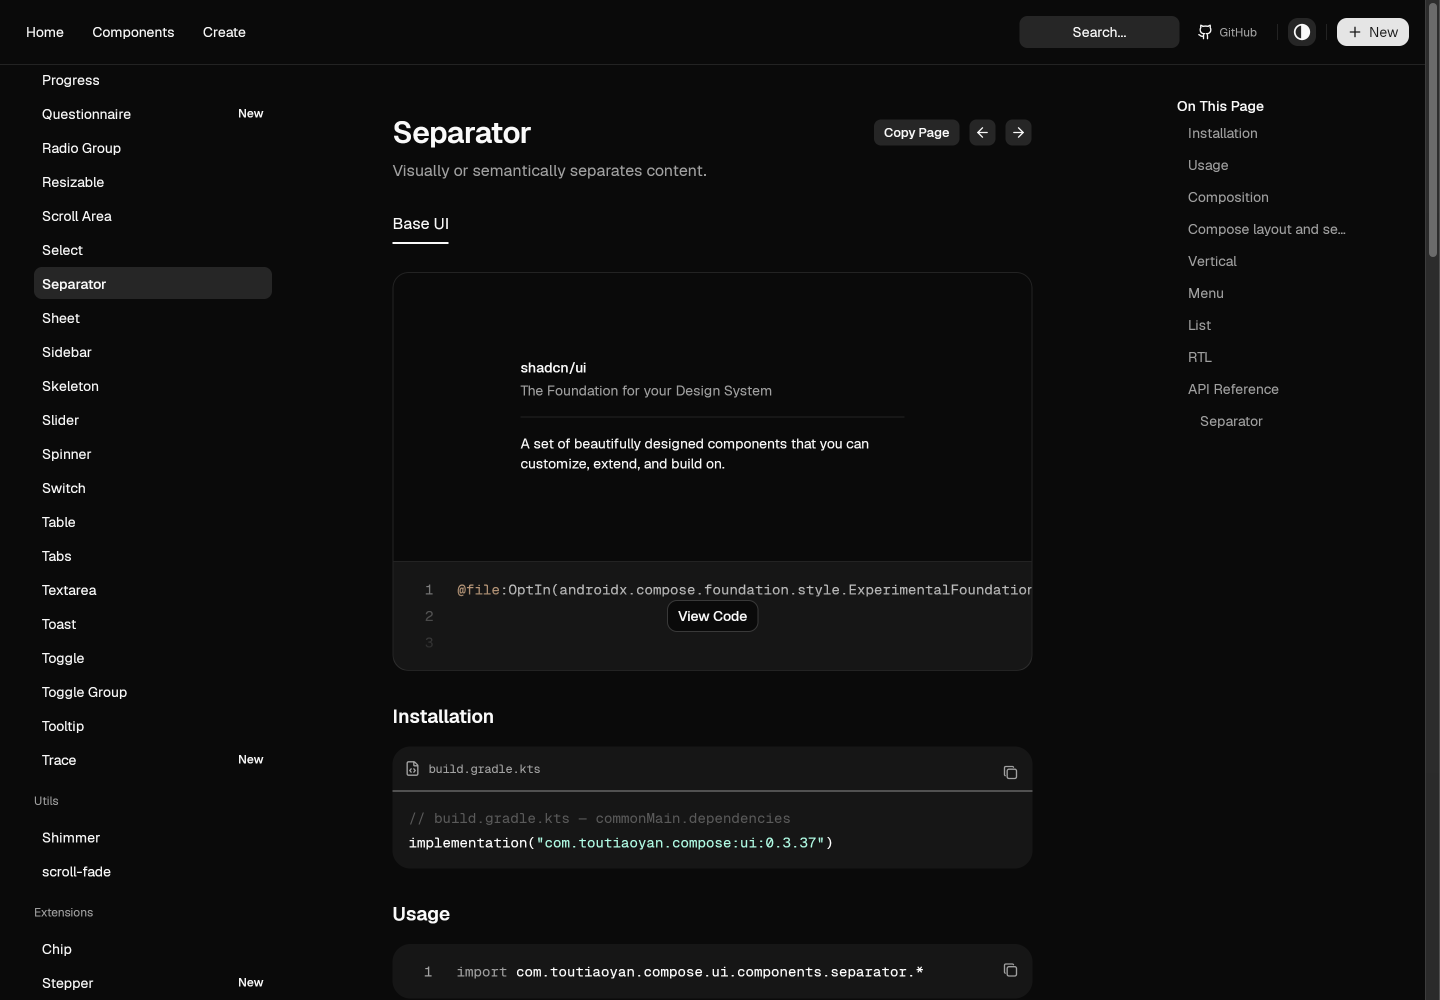 Home
Components
Create
Search...
GitHub
New
Progress
Questionnaire New
Radio Group
Resizable
Scroll Area
Select
Separator
Sheet
Sidebar
Skeleton
Slider
Spinner
Switch
Table
Tabs
Textarea
Toast
Toggle
Toggle Group
Tooltip
Trace New
Utils
Shimmer
scroll-fade
Extensions
Chip
Stepper New
Separator
Copy Page
Visually or semantically separates content.
Base UI
shadcn/ui
The Foundation for your Design System
A set of beautifully designed components that you can
customize, extend, and build on.
1 @file:OptIn(androidx.compose.foundation.style.ExperimentalFoundation
2
View Code
3
Installation
build.gradle.kts
// build.gradle.kts — commonMain.dependencies
implementation("com.toutiaoyan.compose:ui:0.3.37")
Usage
1 import com.toutiaoyan.compose.ui.components.separator.*
On This Page
Installation
Usage
Composition
Compose layout and se...
Vertical
Menu
List
RTL
API Reference
Separator